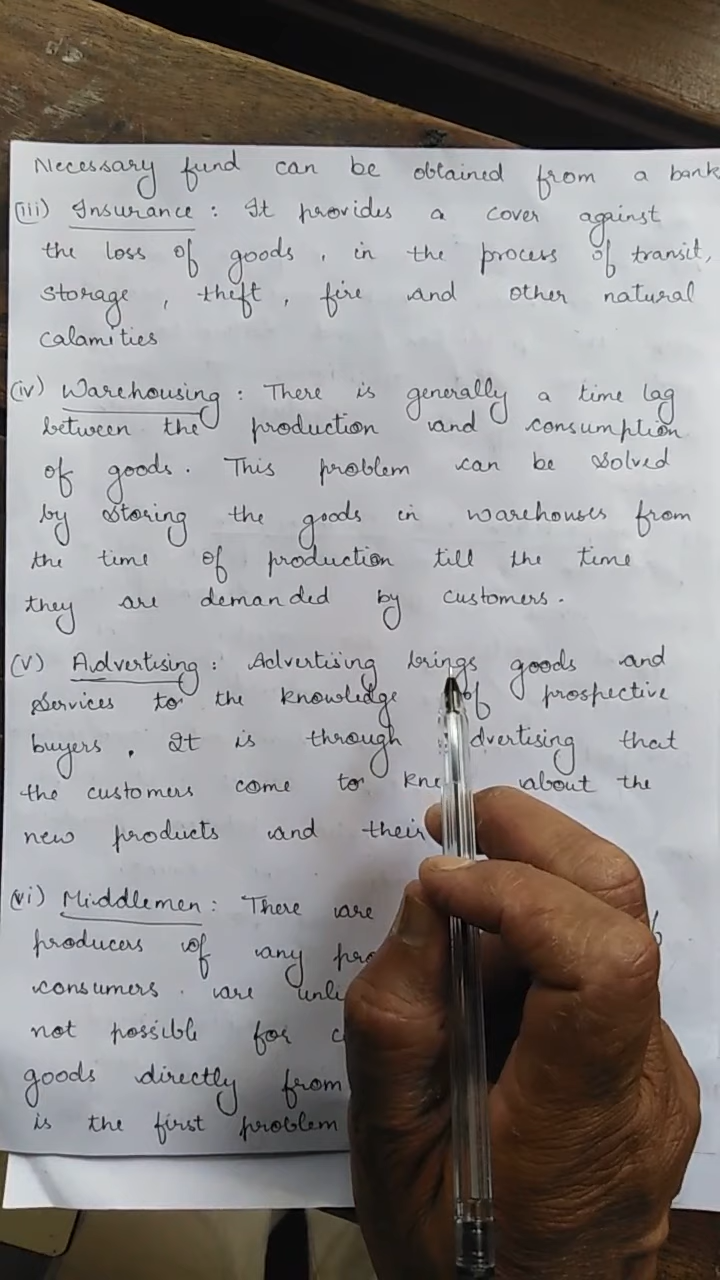 Necessary fund can be obtained from a bank
(iii) Insurance : It provides a cover against
the loss of goods , in the process of transit,
storage , theft , fire and other natural
calamities
(iv) Warehousing : There is generally a time lag
between the production and consumption
of goods . This problem can be solved
by storing the goods in warehouses from
the time of production till the time
they are demanded by customers .
(v) Advertising : Advertising brings goods and
services to the knowledge of prospective
buyers , It is through dvertising that
the customers come to about the
new products and their
(vi) Middlemen : There are
producers of any
consumers . are
not possible for
goods directly from
is the first problem